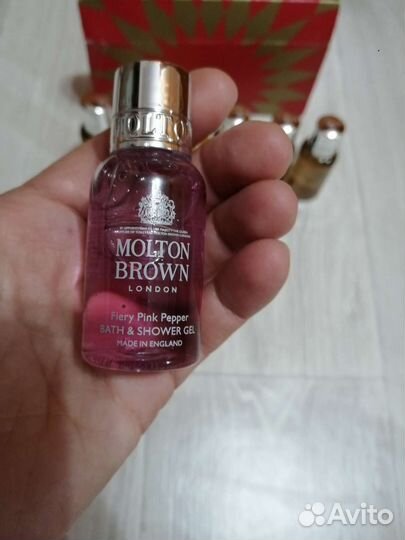 MOLTON
MOLTON
BROWN
LONDON
Fiery Pink Pepper
BATH & SHOWER GEL
MADE IN ENGLAND
Avito